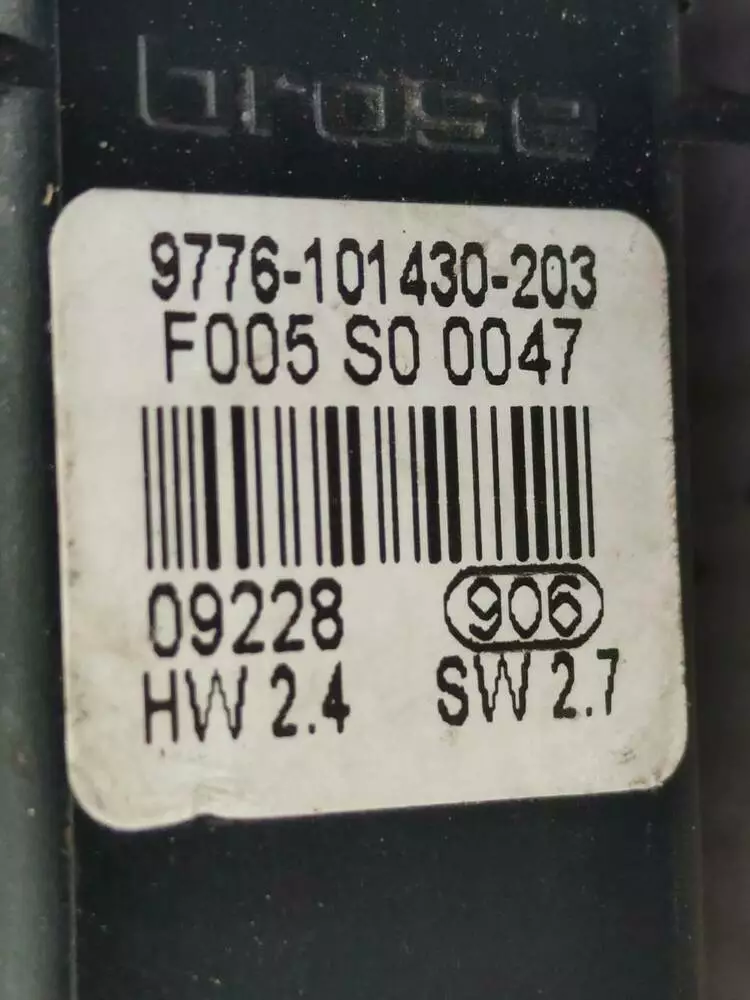 brose
9776-101430-203
F005 S0 0047
09228 906
HW 2.4 SW 2.7